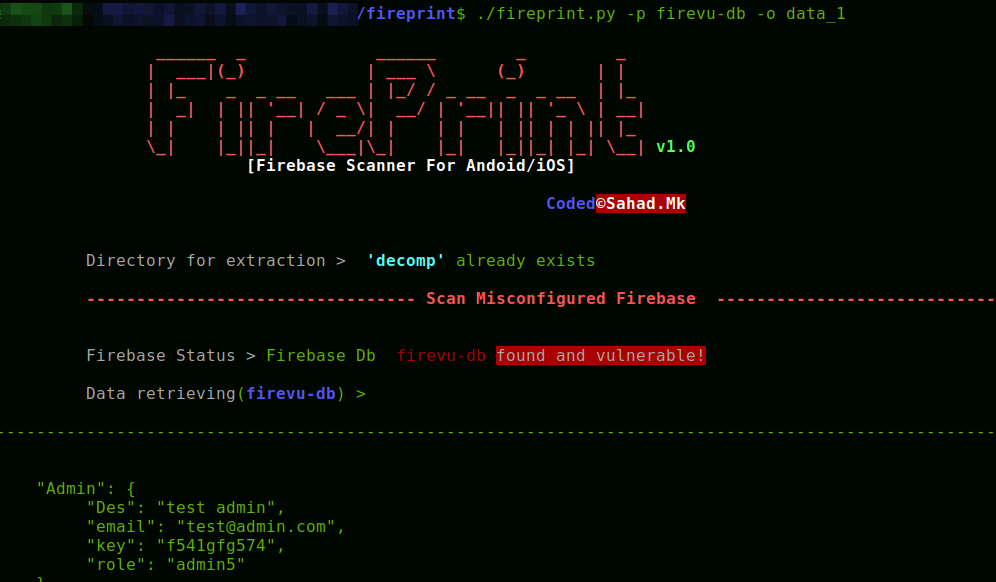 /fireprint$ ./fireprint.py -p firevu-db -o data_1
FirePrint v1.0
[Firebase Scanner For Andoid/iOS]
Coded©Sahad.Mk
Directory for extraction > 'decomp' already exists
--------------------------------- Scan Misconfigured Firebase ----------------------------
Firebase Status > Firebase Db firevu-db found and vulnerable!
Data retrieving(firevu-db) >
----------------------------------------------------------------------------------------------------
"Admin": {
"Des": "test admin",
"email": "test@admin.com",
"key": "f541gfg574",
"role": "admin5"
}